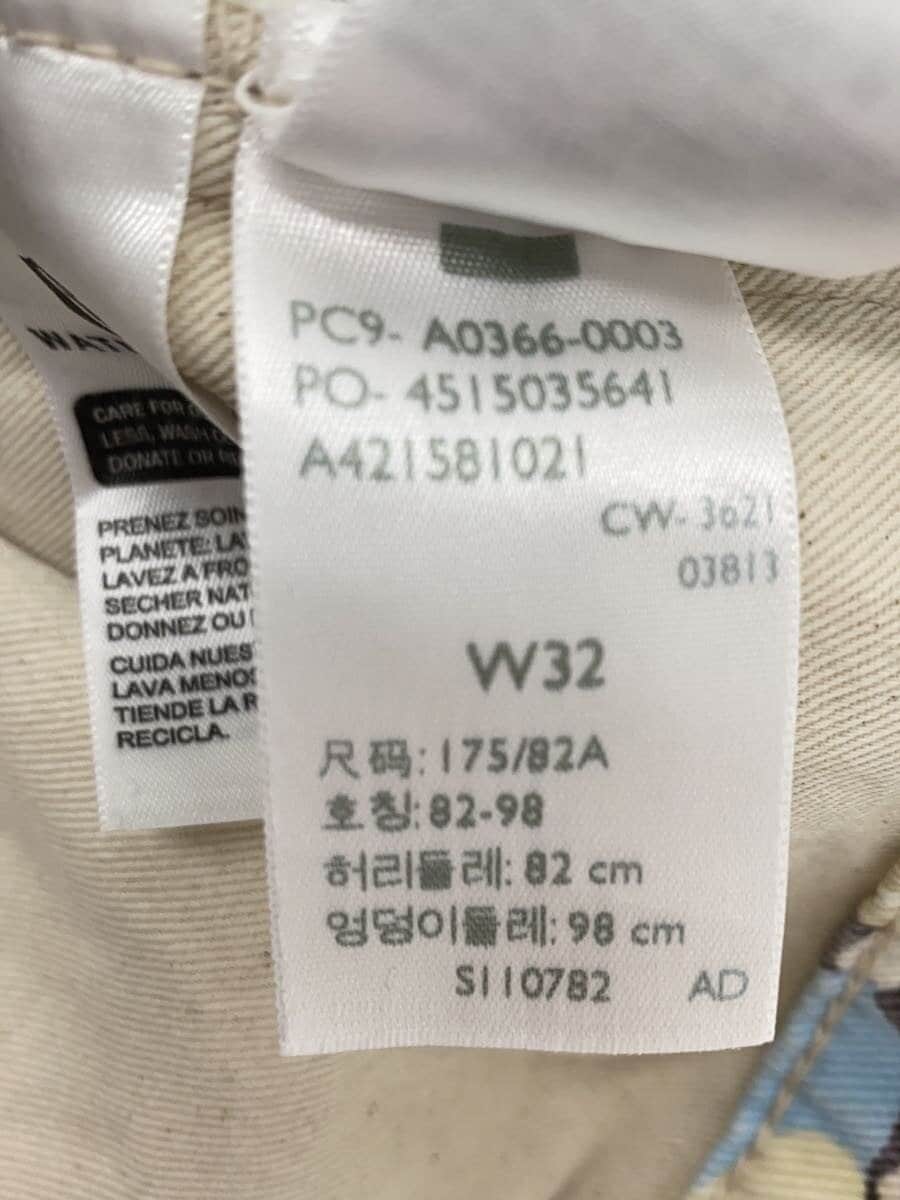 PC9- A0366-0003
PO- 4515035641
A421581021
CW- 3621
03813
W32
尺码: 175/82A
호칭: 82-98
허리둘레: 82 cm
엉덩이둘레: 98 cm
S110782 AD
CARE FOR
LESS, WASH
DONATE OR
PRENEZ SOIN
PLANETE: LA
LAVEZ A FRO
SECHER NAT
DONNEZ OU
CUIDA NUES
LAVA MENOS
TIENDE LA R
RECICLA.